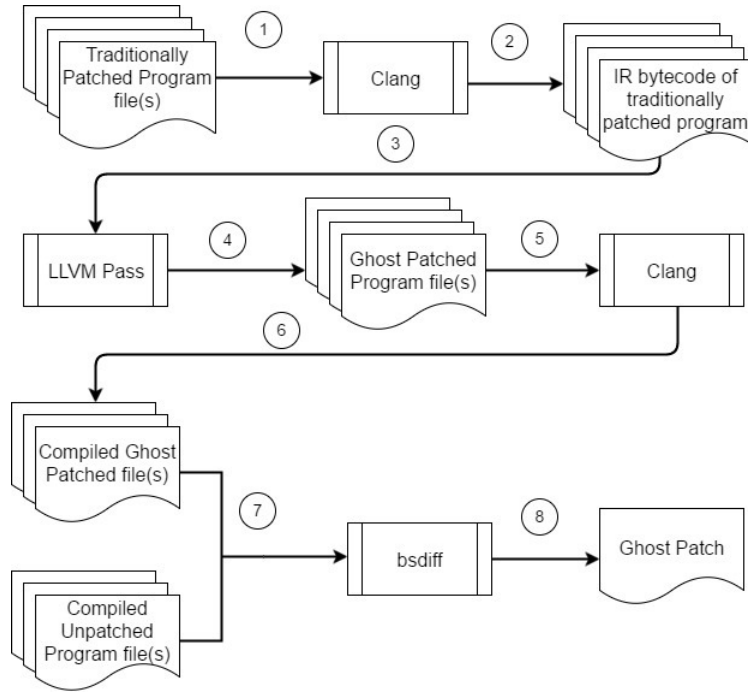 1
2
Traditionally
Patched Program
file(s)
Clang
IR bytecode of
traditionally
patched program
3
LLVM Pass
4
Ghost Patched
Program file(s)
5
Clang
6
Compiled Ghost
Patched file(s)
7
8
bsdiff
Ghost Patch
Compiled
Unpatched
Program file(s)